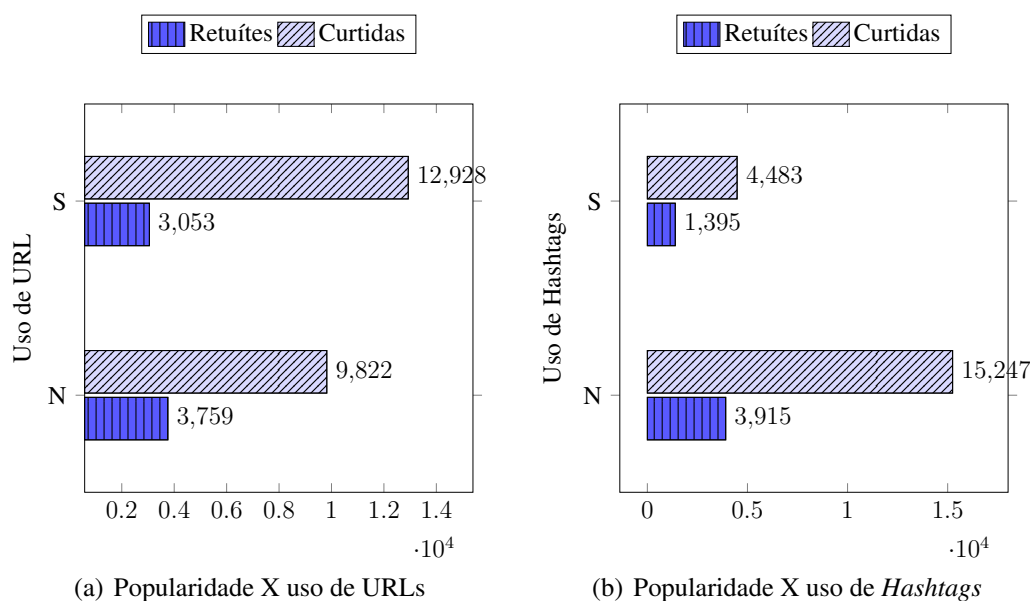 Retuítes Curtidas
Uso de URL
S
12,928
3,053
N
9,822
3,759
0.2 0.4 0.6 0.8 1 1.2 1.4
·10⁴
(a) Popularidade X uso de URLs
Retuítes Curtidas
Uso de Hashtags
S
4,483
1,395
N
15,247
3,915
0 0.5 1 1.5
·10⁴
(b) Popularidade X uso de Hashtags